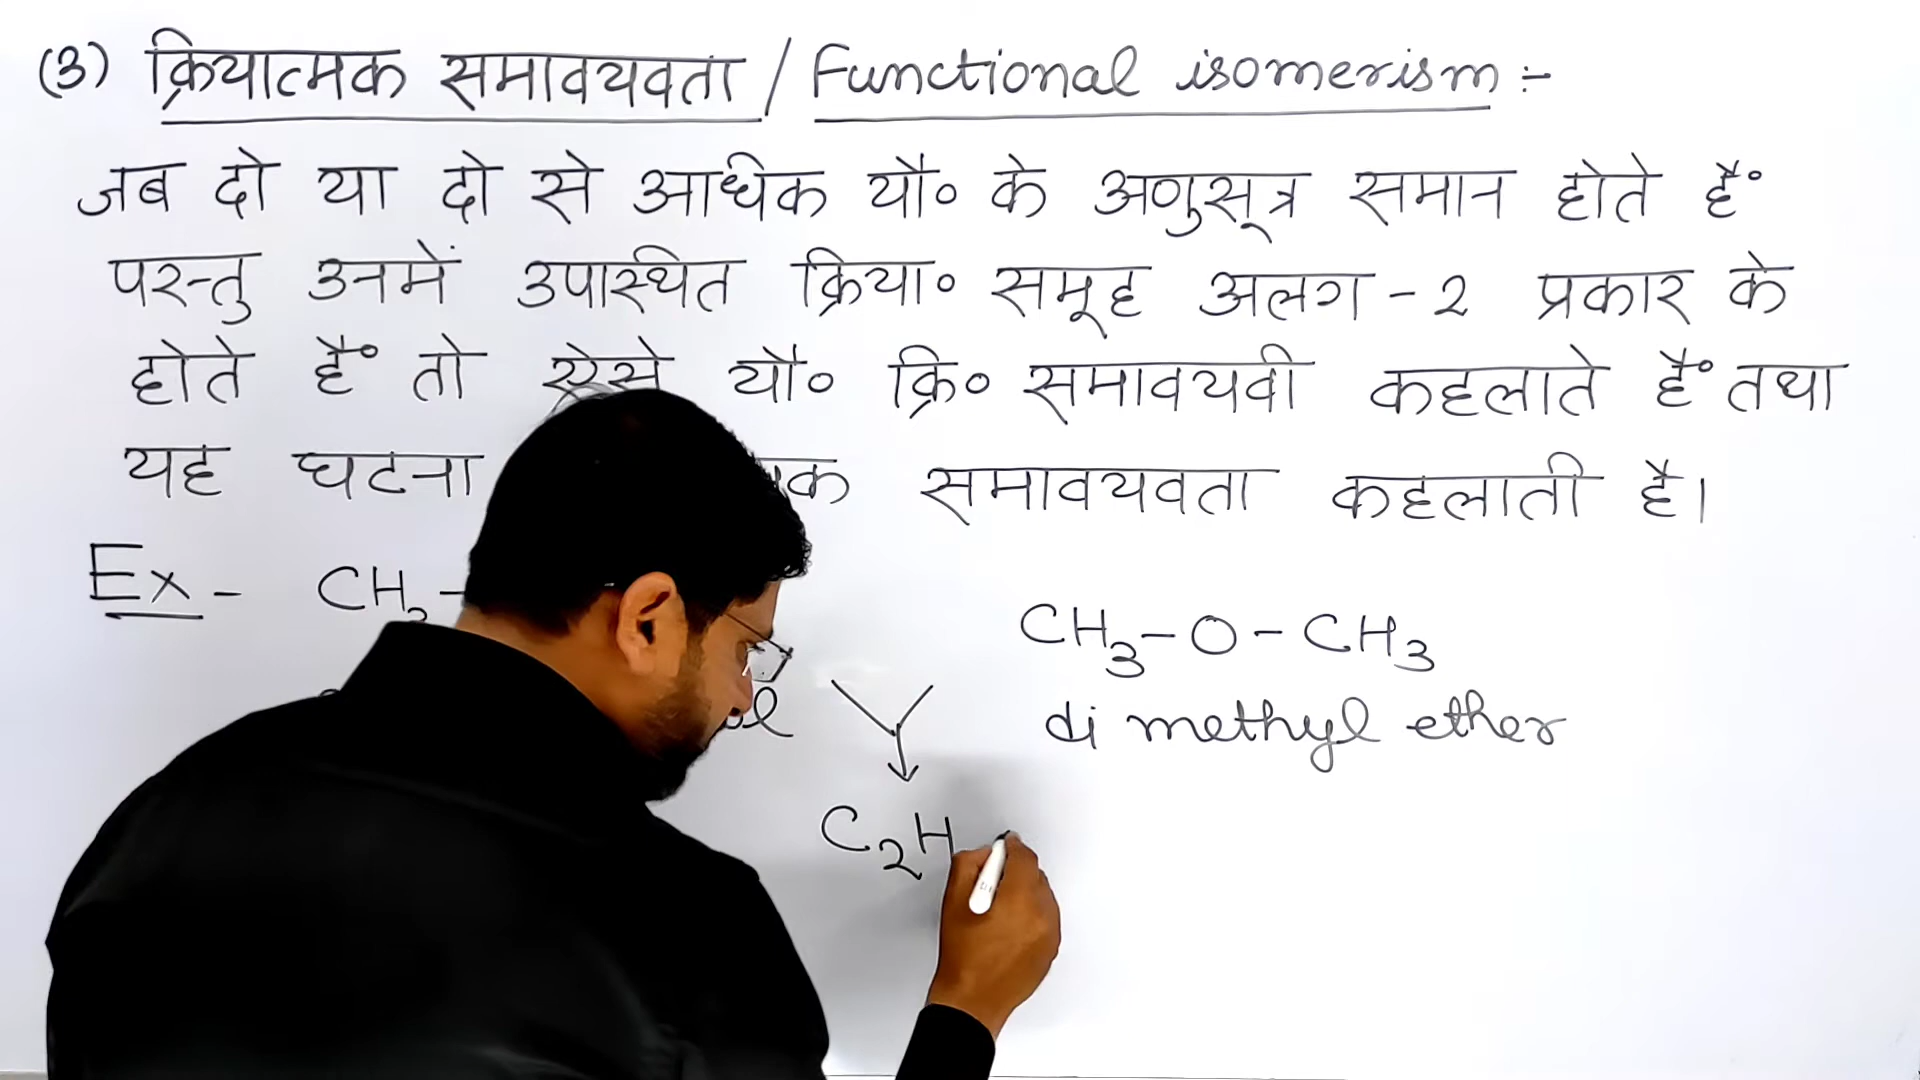 (3) क्रियात्मक समावयवता / Functional isomerism :-
जब दो या दो से अधिक यौ० के अणुसूत्र समान होते हैं
परन्तु उनमें उपस्थित क्रिया० समूह अलग-2 प्रकार के
होते हैं तो ऐसे यौ० क्रि० समावयवी कहलाते हैं तथा
यह घटना समावयवता कहलाती है।
Ex- CH3- CH3-O-CH3
di methyl ether
C2H